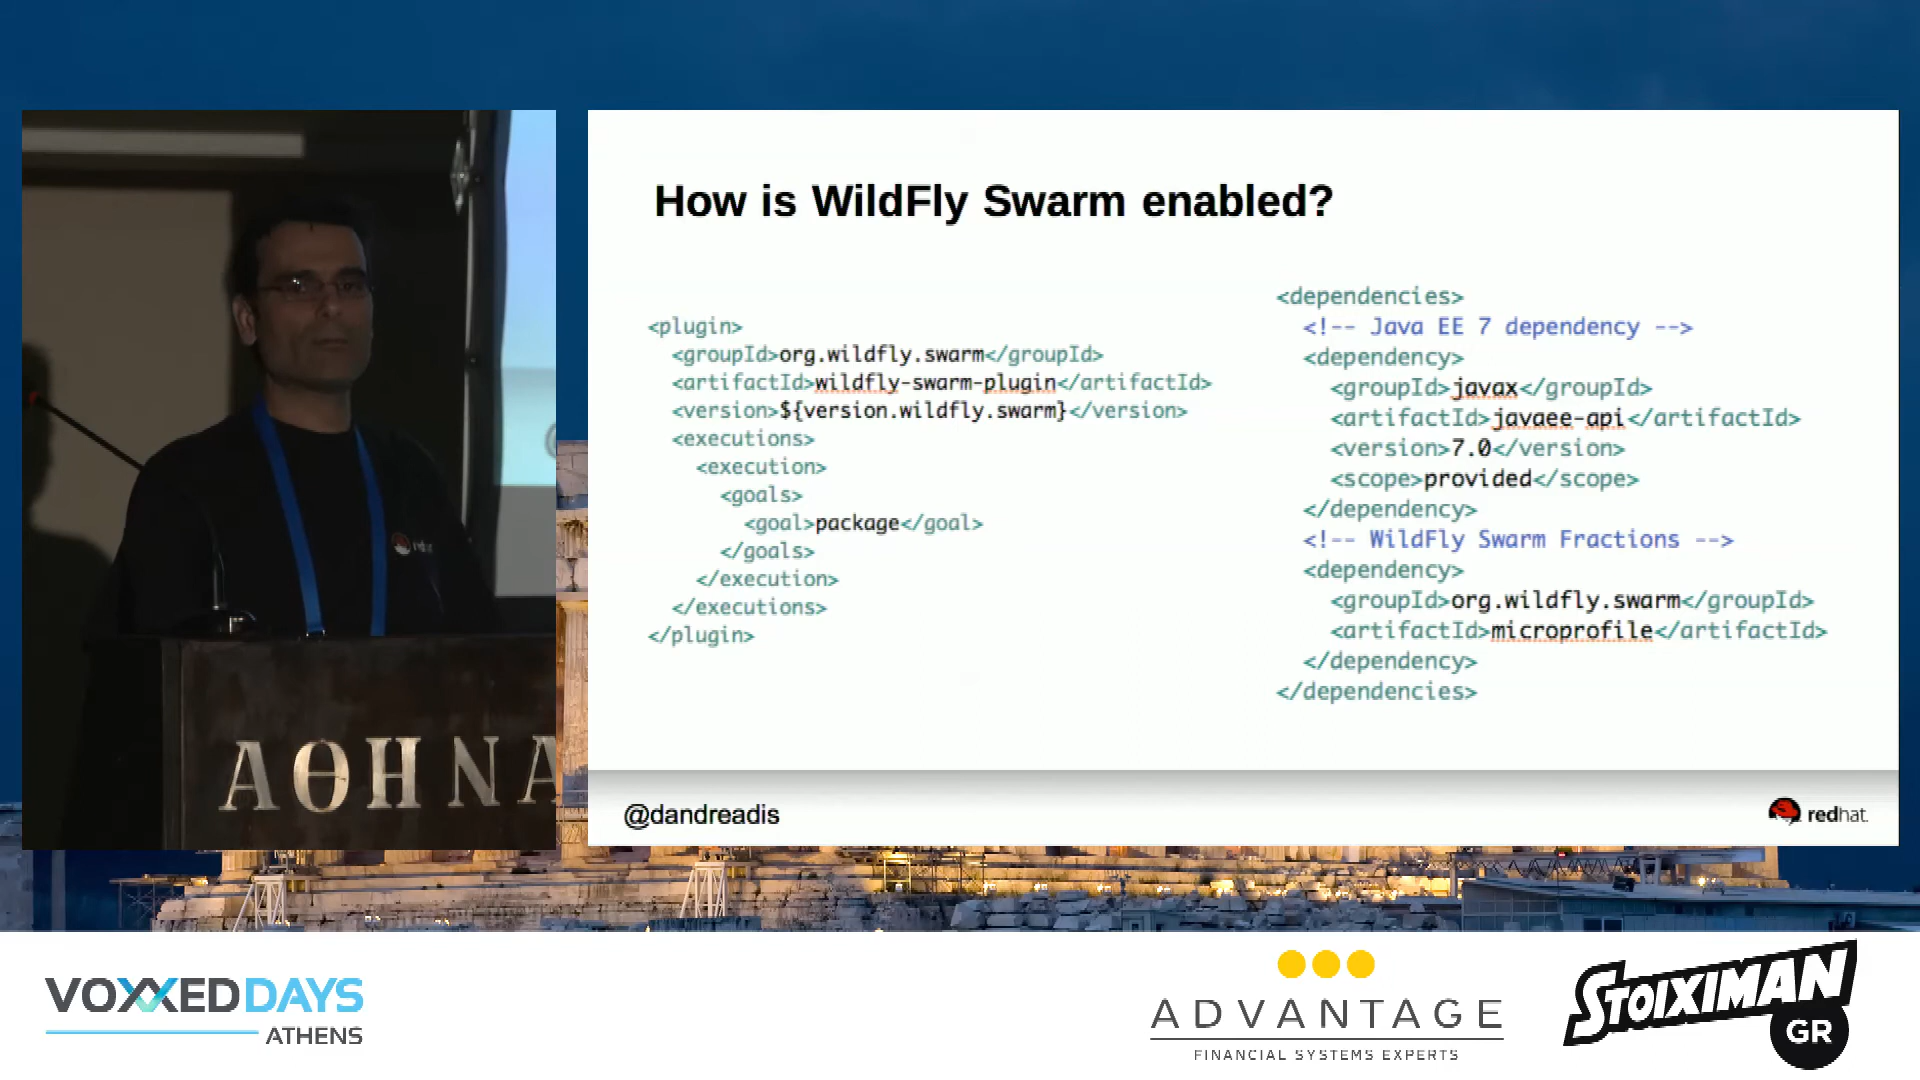 How is WildFly Swarm enabled?
<plugin>
<groupId>org.wildfly.swarm</groupId>
<artifactId>wildfly-swarm-plugin</artifactId>
<version>${version.wildfly.swarm}</version>
<executions>
<execution>
<goals>
<goal>package</goal>
</goals>
</execution>
</executions>
</plugin>
<dependencies>
<!-- Java EE 7 dependency -->
<dependency>
<groupId>javax</groupId>
<artifactId>javaee-api</artifactId>
<version>7.0</version>
<scope>provided</scope>
</dependency>
<!-- WildFly Swarm Fractions -->
<dependency>
<groupId>org.wildfly.swarm</groupId>
<artifactId>microprofile</artifactId>
</dependency>
</dependencies>
@dandreadis
redhat.
ΑΘΗΝΑ
VOXXEDDAYS
ATHENS
ADVANTAGE
FINANCIAL SYSTEMS EXPERTS
STOIXIMAN
GR